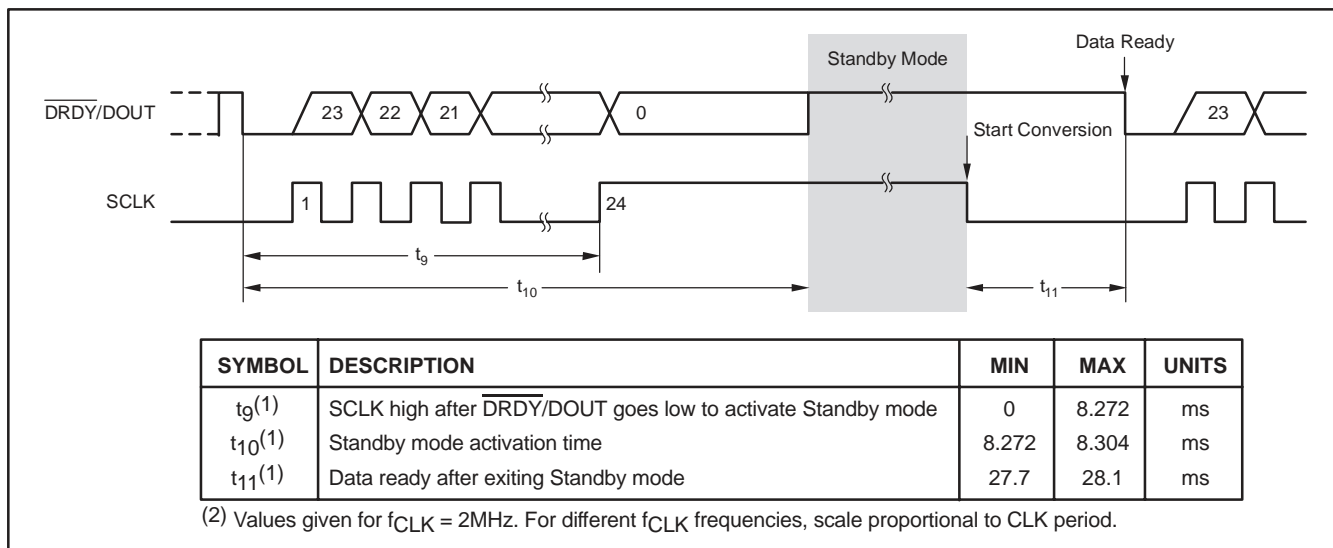 Data Ready
Standby Mode
DRDY/DOUT 23 22 21 0 23
Start Conversion
SCLK 1 24
t9
t10 t11
SYMBOL DESCRIPTION MIN MAX UNITS
t9(1) SCLK high after DRDY/DOUT goes low to activate Standby mode 0 8.272 ms
t10(1) Standby mode activation time 8.272 8.304 ms
t11(1) Data ready after exiting Standby mode 27.7 28.1 ms
(2) Values given for fCLK = 2MHz. For different fCLK frequencies, scale proportional to CLK period.